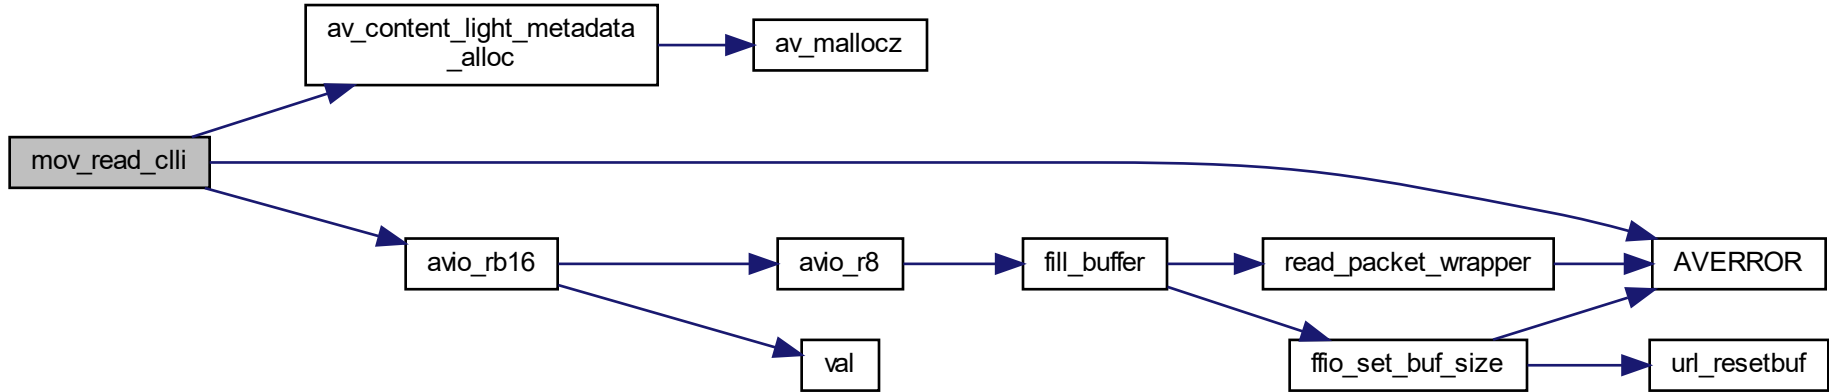 av_content_light_metadata
_alloc
av_mallocz
mov_read_clli
avio_rb16
avio_r8
fill_buffer
read_packet_wrapper
AVERROR
val
ffio_set_buf_size
url_resetbuf